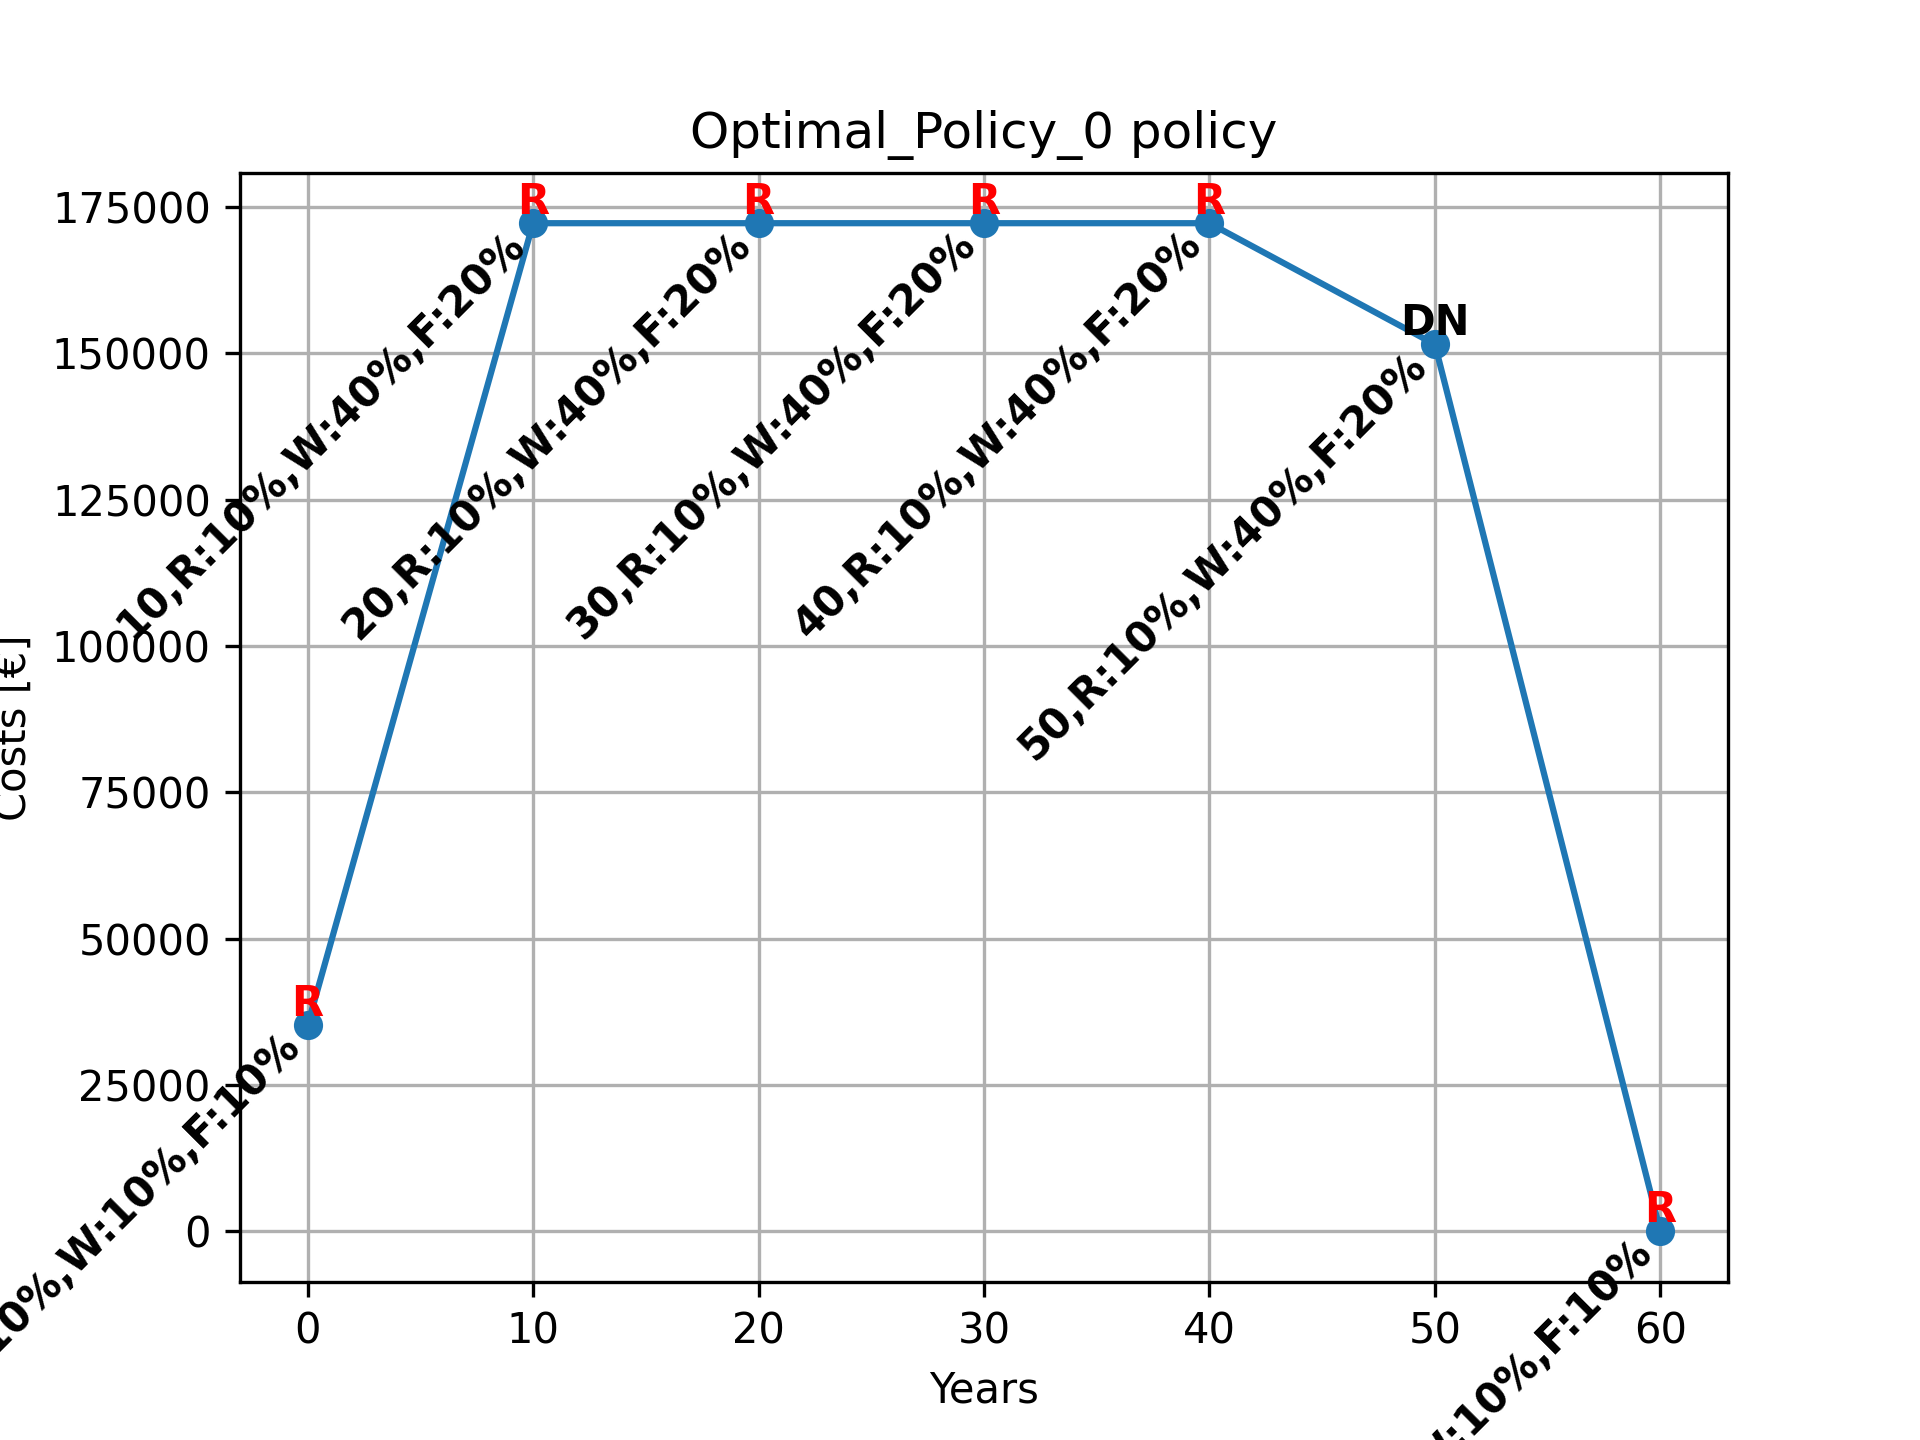 Optimal_Policy_0 policy
175000
150000
125000
100000
75000
50000
25000
0
Costs [€]
R
R
R
R
R
DN
R
10%,W:10%,F:10%
10,R:10%,W:40%,F:20%
20,R:10%,W:40%,F:20%
30,R:10%,W:40%,F:20%
40,R:10%,W:40%,F:20%
50,R:10%,W:40%,F:20%
:10%,F:10%
0 10 20 30 40 50 60
Years